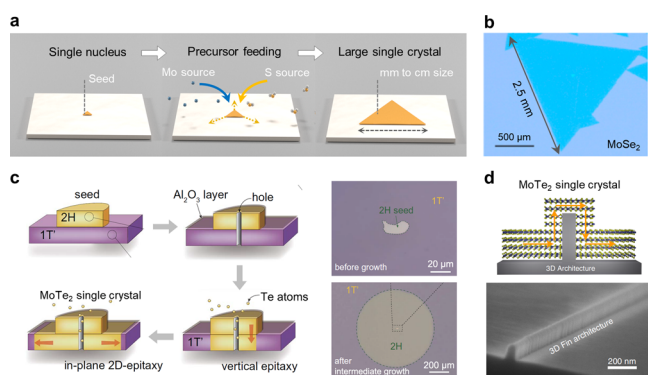 a
Single nucleus
Precursor feeding
Large single crystal
Seed
Mo source
S source
mm to cm size
b
2.5 mm
500 μm
MoSe₂
c
seed
Al₂O₃ layer
hole
2H
1T′
1T′
2H seed
before growth
20 μm
MoTe₂ single crystal
Te atoms
in-plane 2D-epitaxy
1T′
vertical epitaxy
1T′
2H
after
intermediate growth
200 μm
d
MoTe₂ single crystal
3D Architecture
3D Fin architecture
200 nm